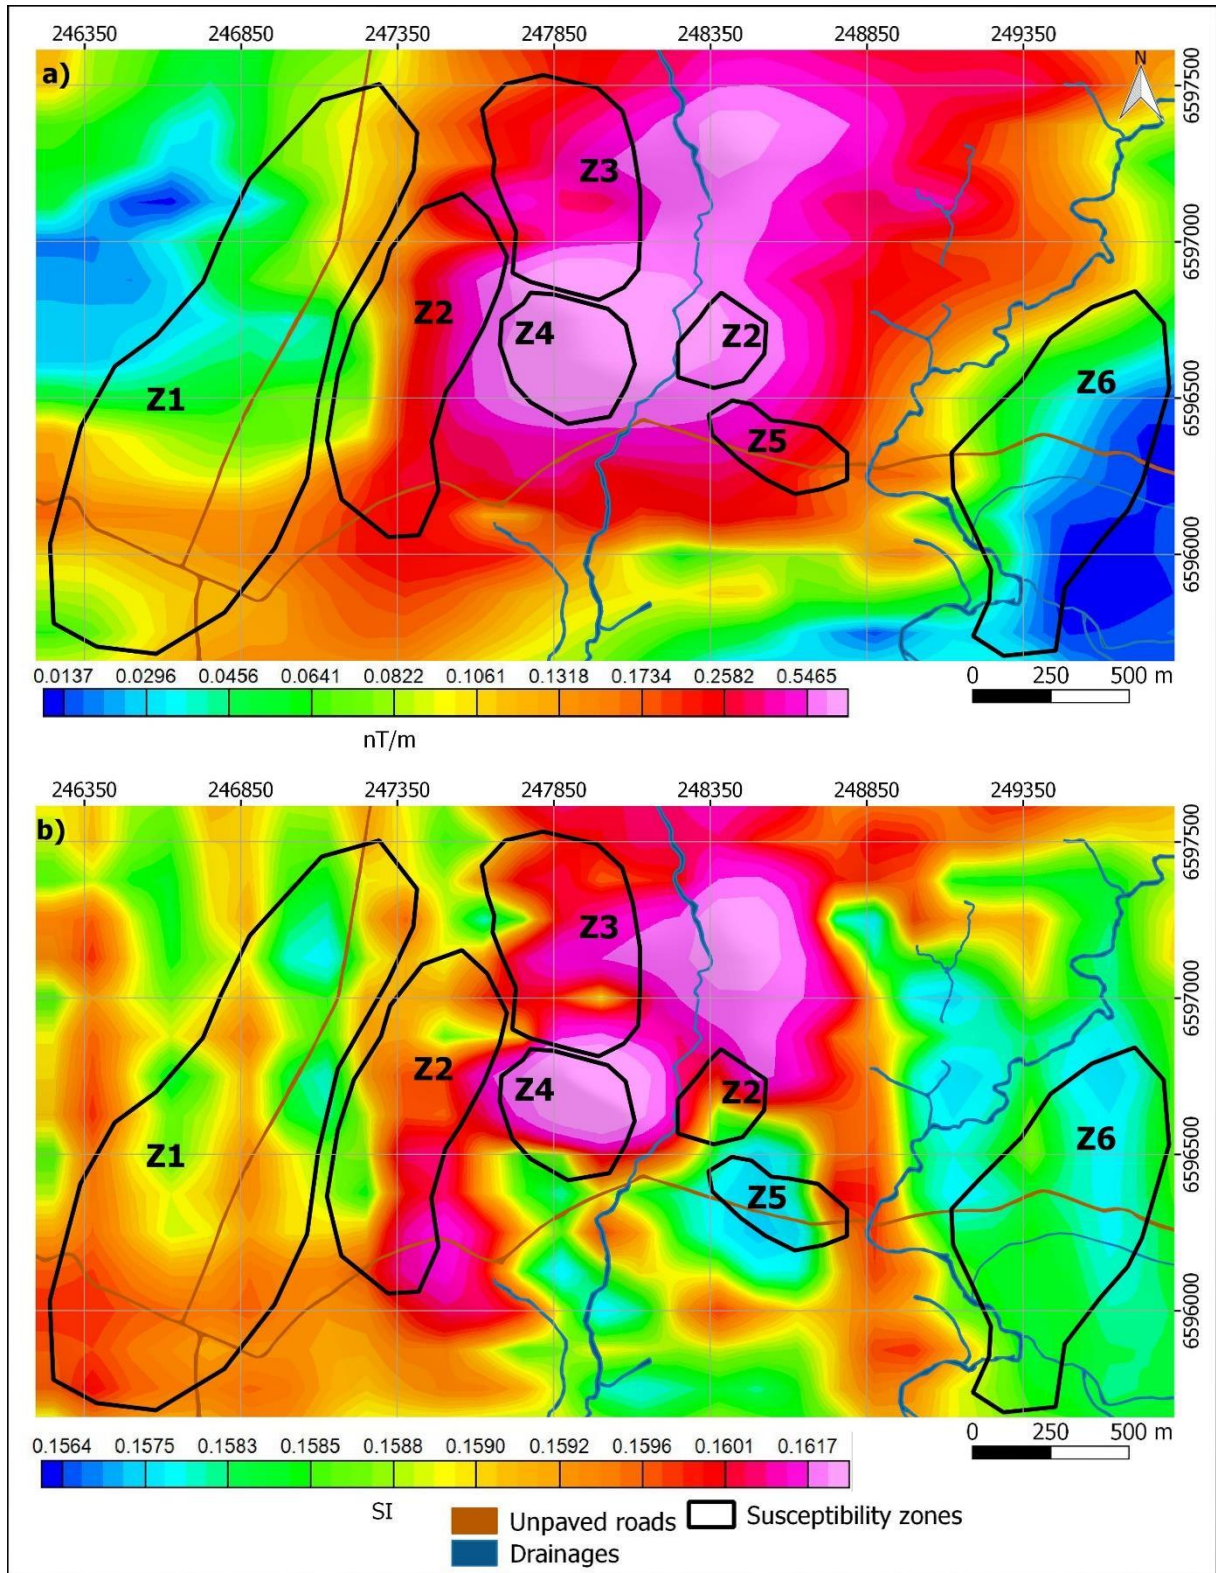 246350 246850 247350 247850 248350 248850 249350
a)
N
6597500
Z3
6597000
Z2
Z4
Z2
Z1
Z6
6596500
Z5
6596000
0.0137 0.0296 0.0456 0.0641 0.0822 0.1061 0.1318 0.1734 0.2582 0.5465
0 250 500 m
nT/m
246350 246850 247350 247850 248350 248850 249350
b)
6597500
Z3
6597000
Z2
Z4
Z2
Z1
Z6
6596500
Z5
6596000
0.1564 0.1575 0.1583 0.1585 0.1588 0.1590 0.1592 0.1596 0.1601 0.1617
0 250 500 m
SI
Unpaved roads
Susceptibility zones
Drainages